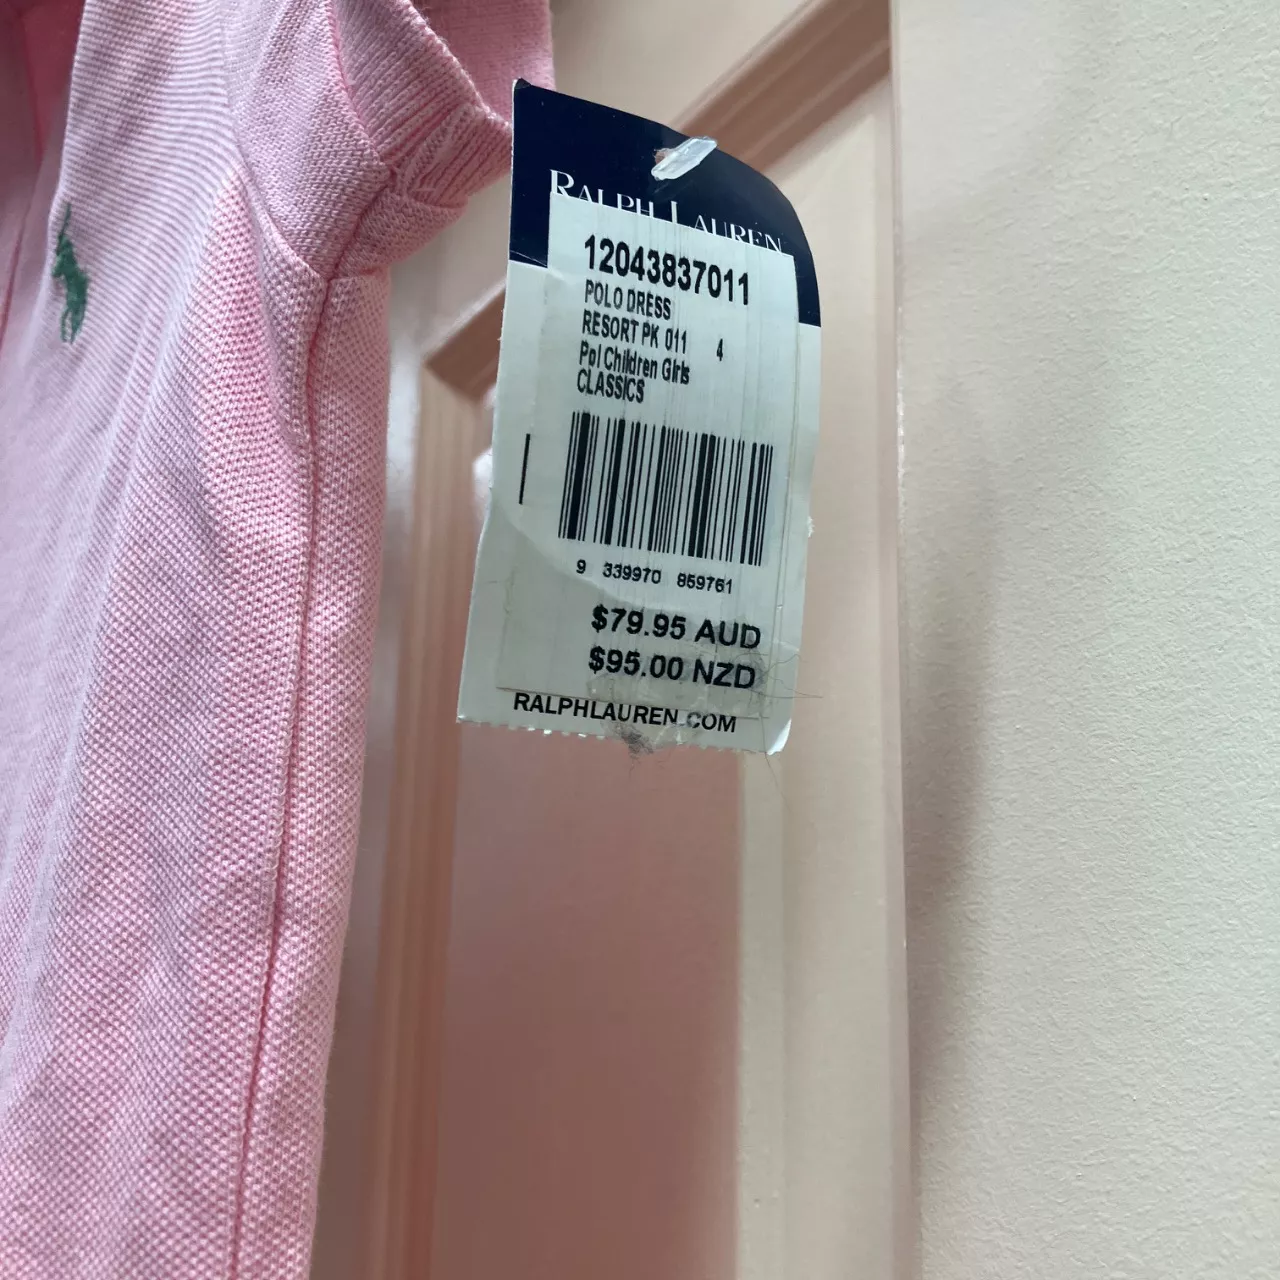 RALPH LAUREN
12043837011
POLO DRESS
RESORT PK 011 4
Pol Children Girls
CLASSICS
9 339970 859761
$79.95 AUD
$95.00 NZD
RALPHLAUREN.COM